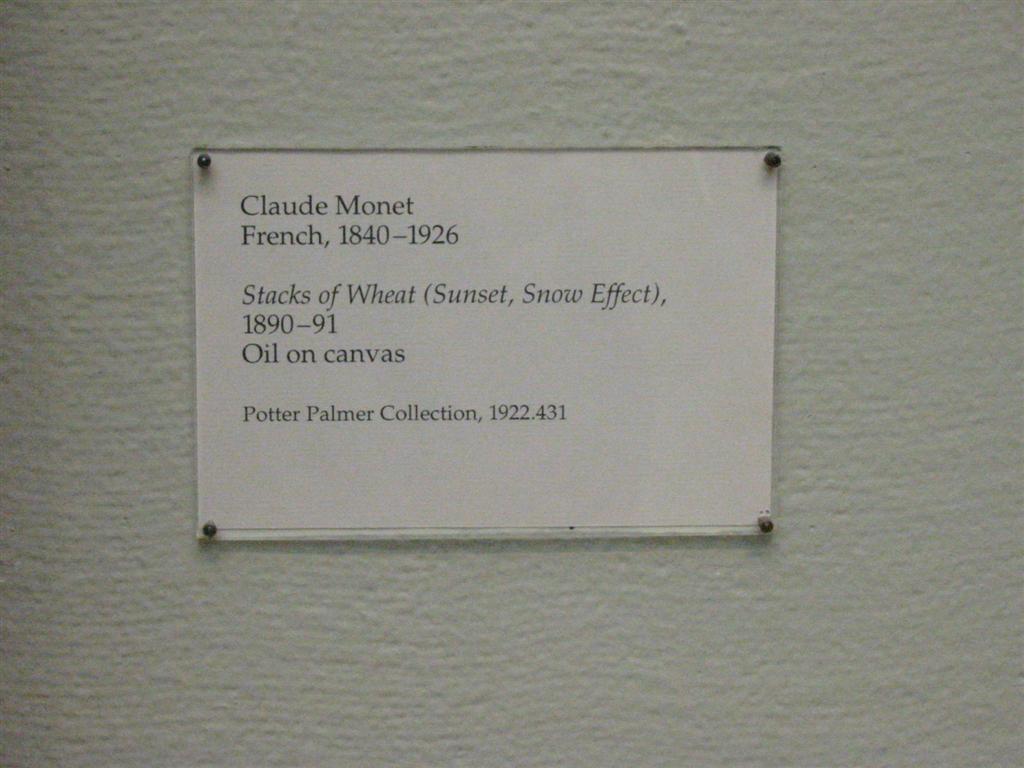 Claude Monet
French, 1840–1926
Stacks of Wheat (Sunset, Snow Effect),
1890–91
Oil on canvas
Potter Palmer Collection, 1922.431